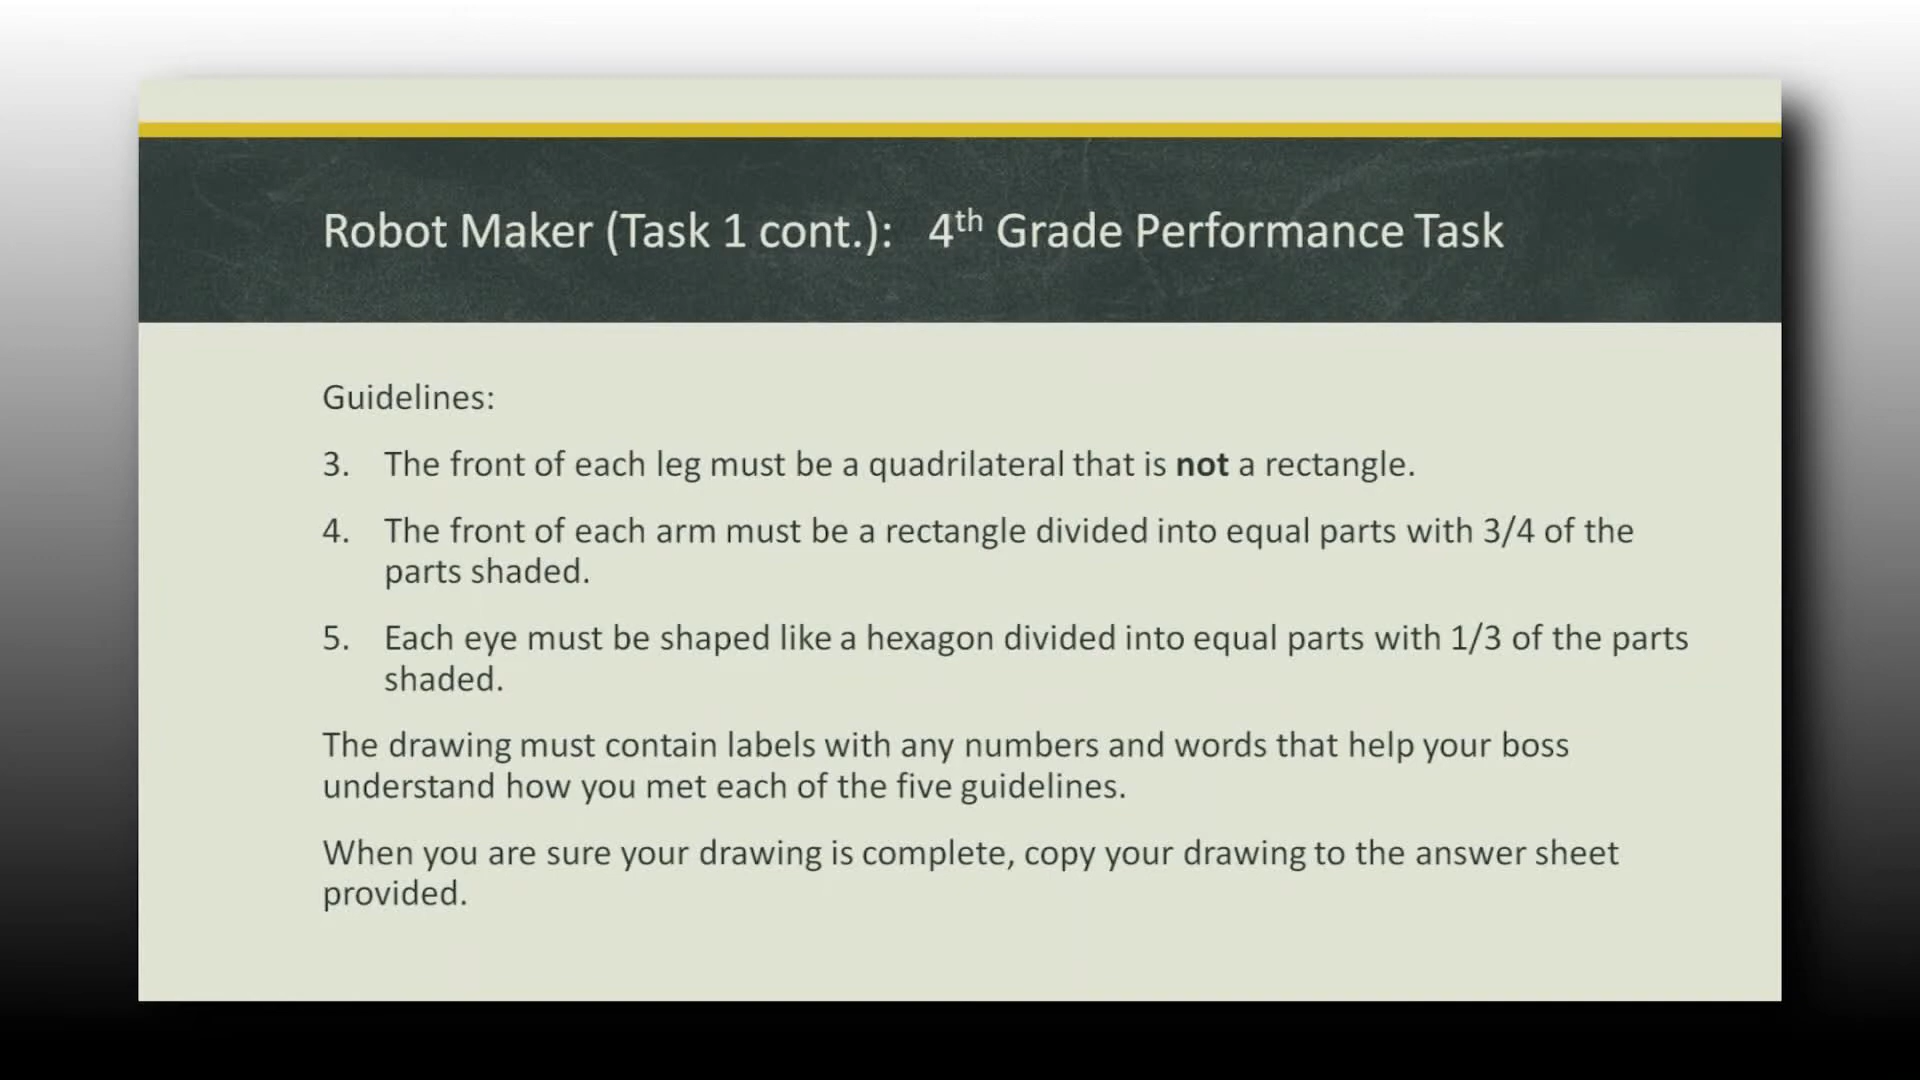 Robot Maker (Task 1 cont.): 4th Grade Performance Task
Guidelines:
3. The front of each leg must be a quadrilateral that is not a rectangle.
4. The front of each arm must be a rectangle divided into equal parts with 3/4 of the
parts shaded.
5. Each eye must be shaped like a hexagon divided into equal parts with 1/3 of the parts
shaded.
The drawing must contain labels with any numbers and words that help your boss
understand how you met each of the five guidelines.
When you are sure your drawing is complete, copy your drawing to the answer sheet
provided.